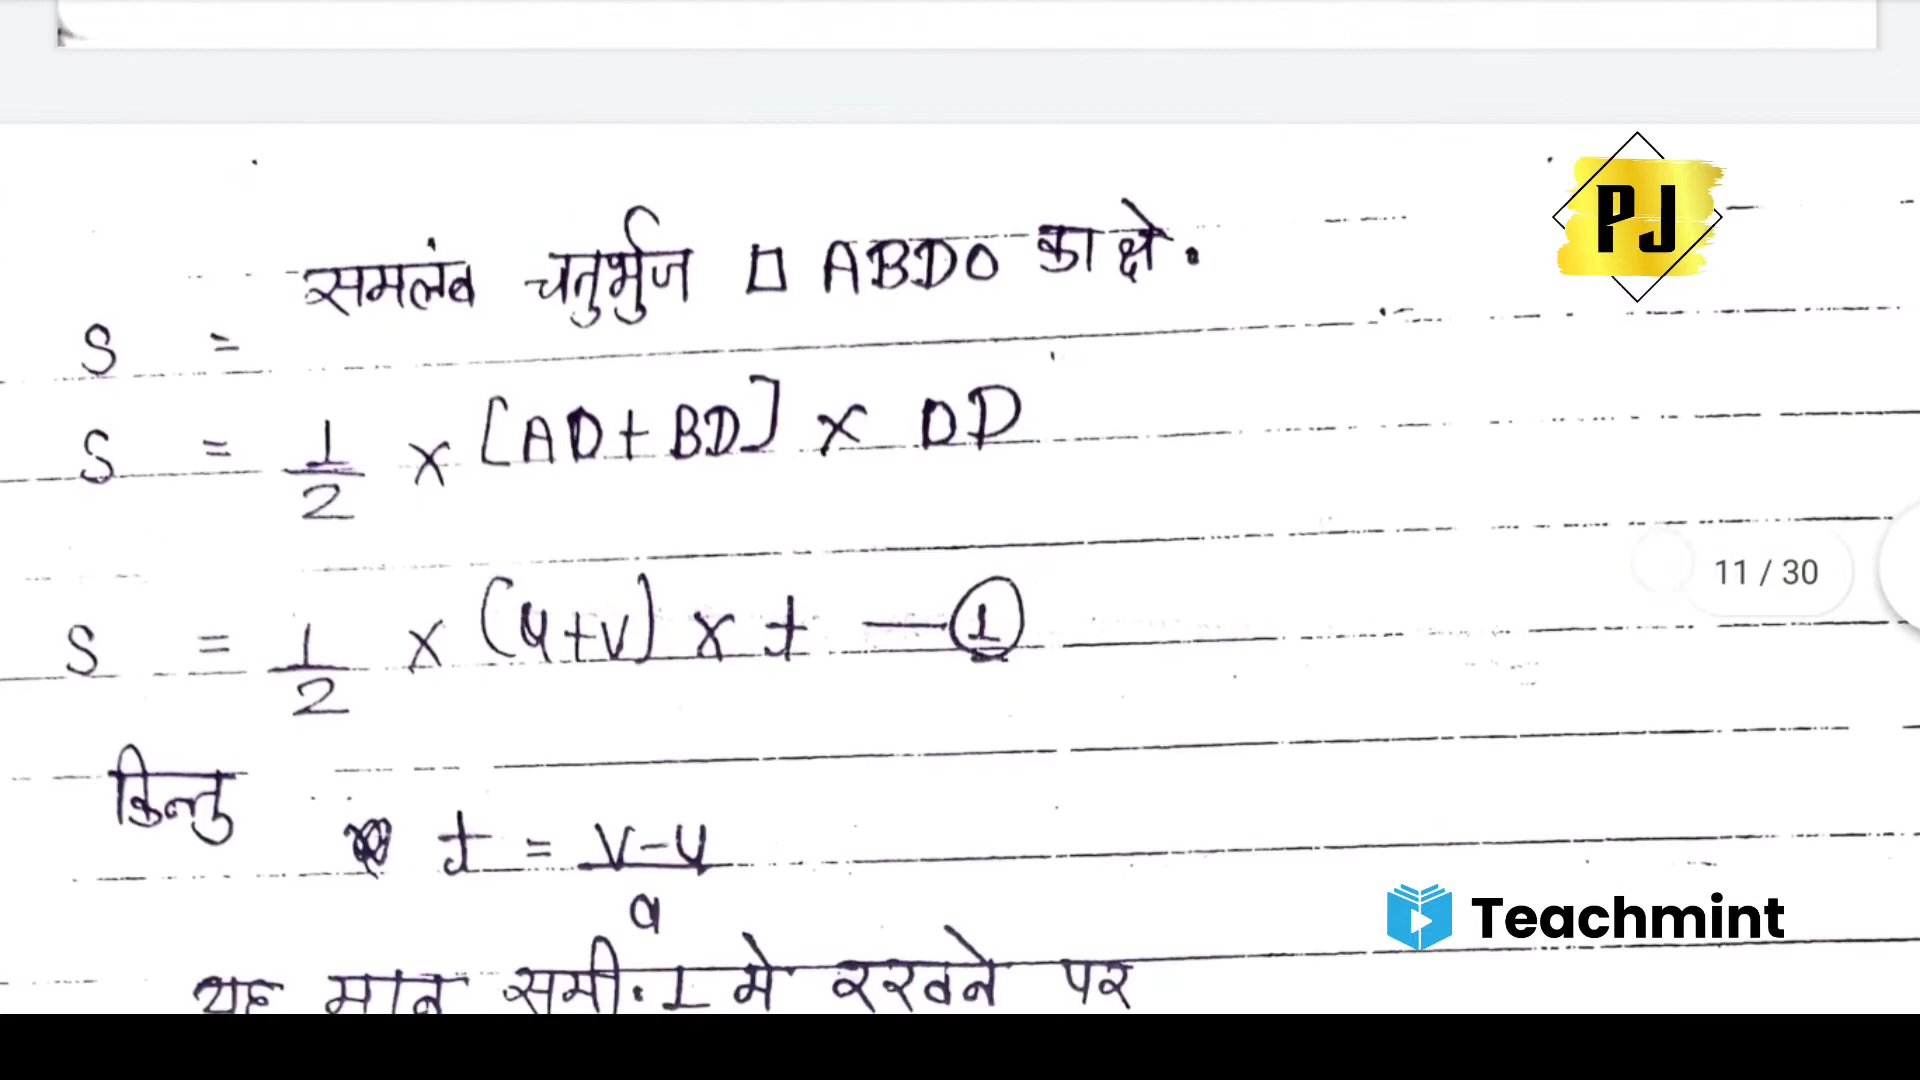 PJ
समलंब चतुर्भुज □ ABDO का क्षे.
S =
S = 1/2 × [AO+BD] × OD
11 / 30
S = 1/2 × (u+v) × t —①
किन्तु
t = v-u/a
Teachmint
यह मान समी. 1 मे रखने पर